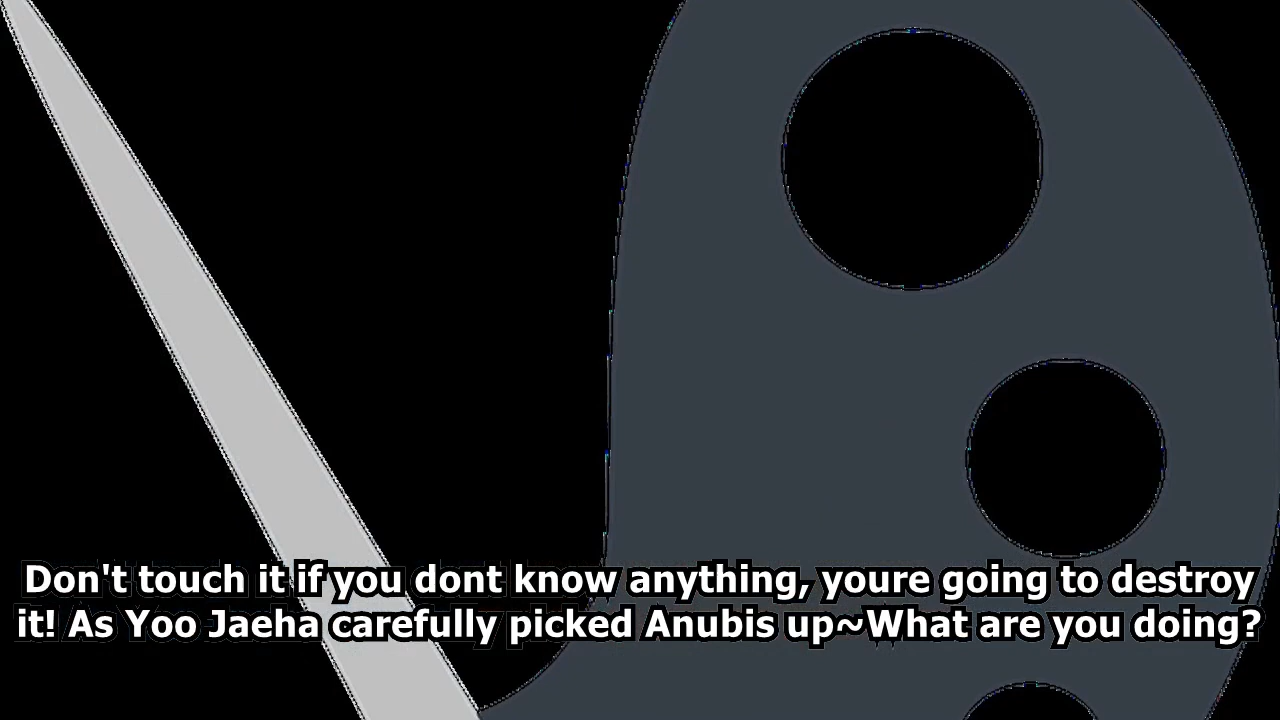 Don't touch it if you dont know anything, youre going to destroy
it! As Yoo Jaeha carefully picked Anubis up~What are you doing?